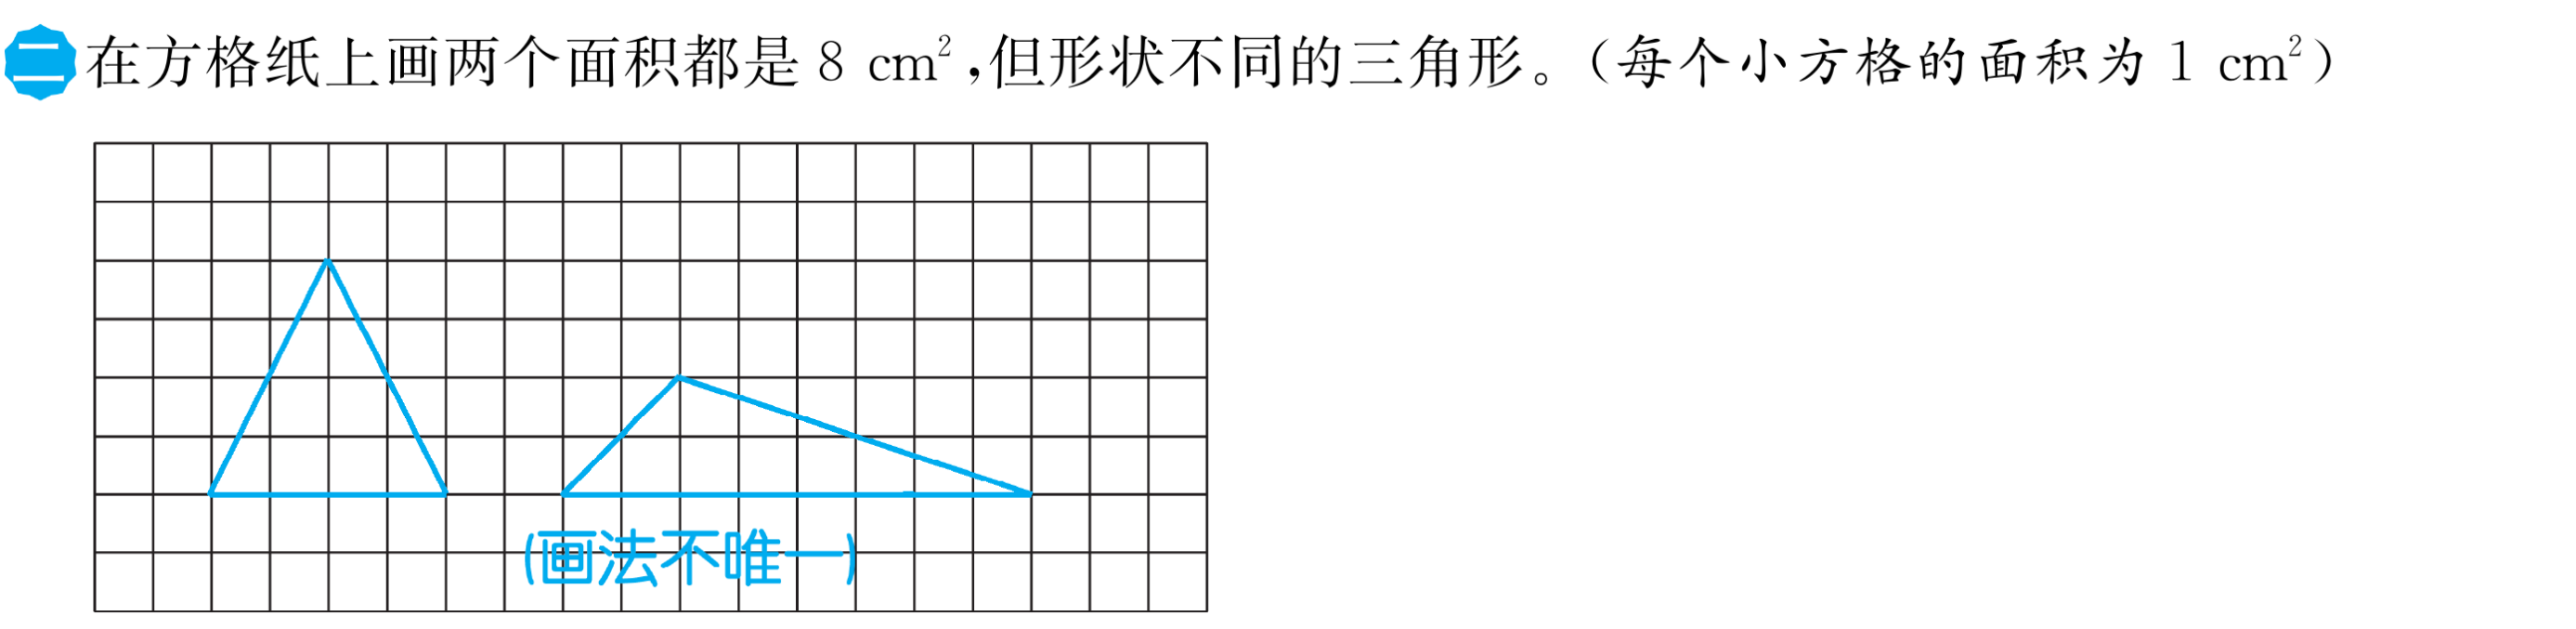 二 在方格纸上画两个面积都是 8 cm²,但形状不同的三角形。(每个小方格的面积为 1 cm²)
(画法不唯一)